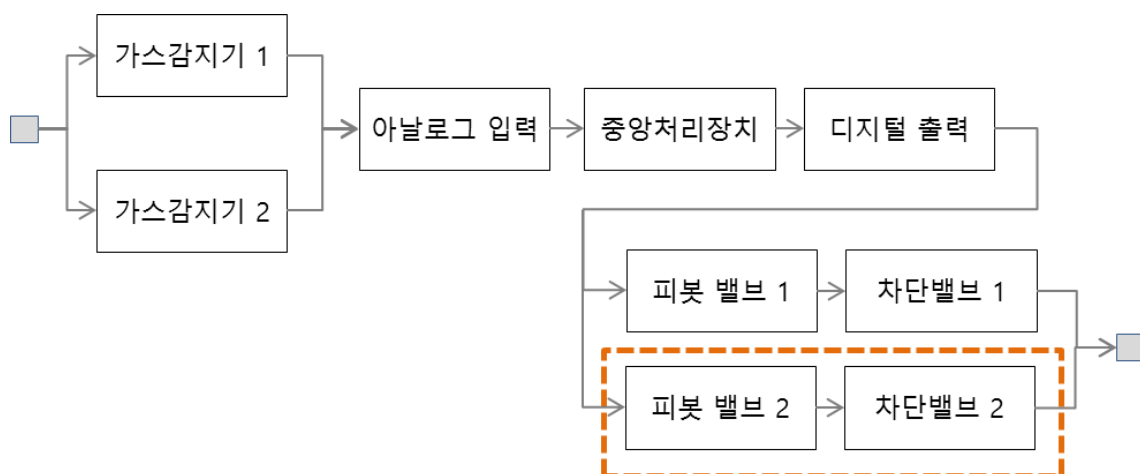 가스감지기 1
아날로그 입력
중앙처리장치
디지털 출력
가스감지기 2
피봇 밸브 1
차단밸브 1
피봇 밸브 2
차단밸브 2